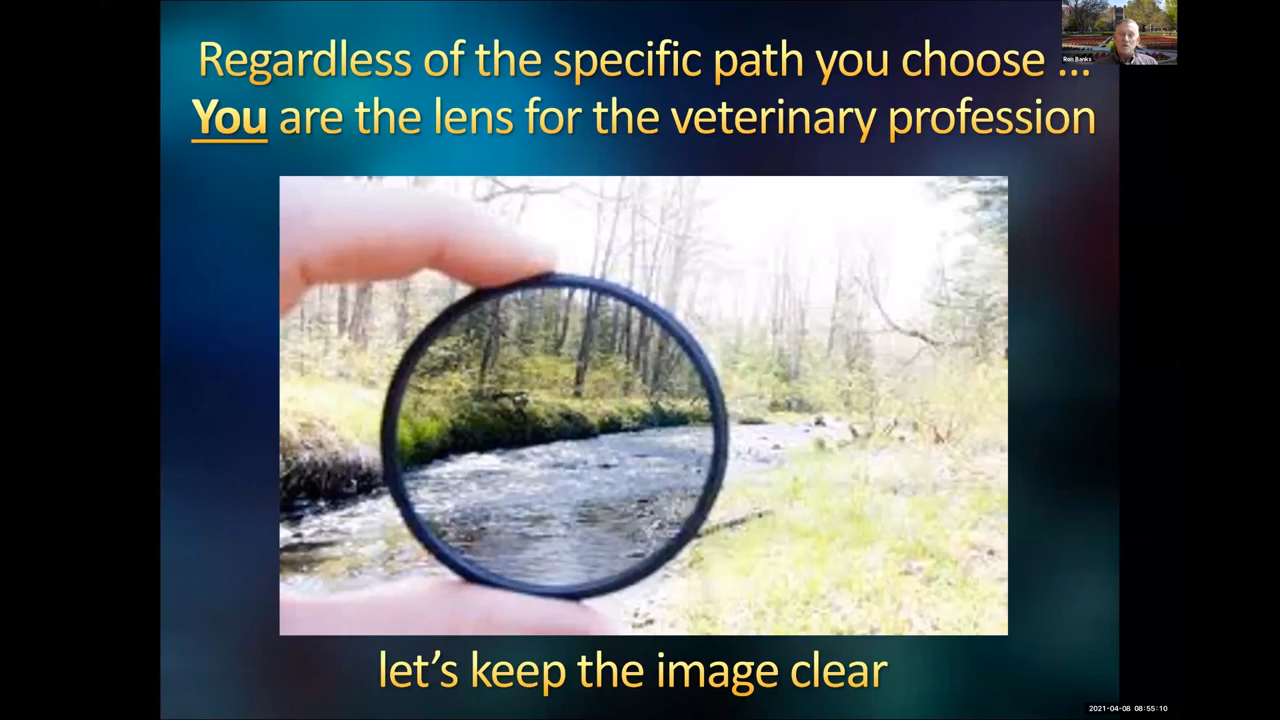 Regardless of the specific path you choose ...
You are the lens for the veterinary profession
Ron Banks
let's keep the image clear
2021-04-08 08:55:10